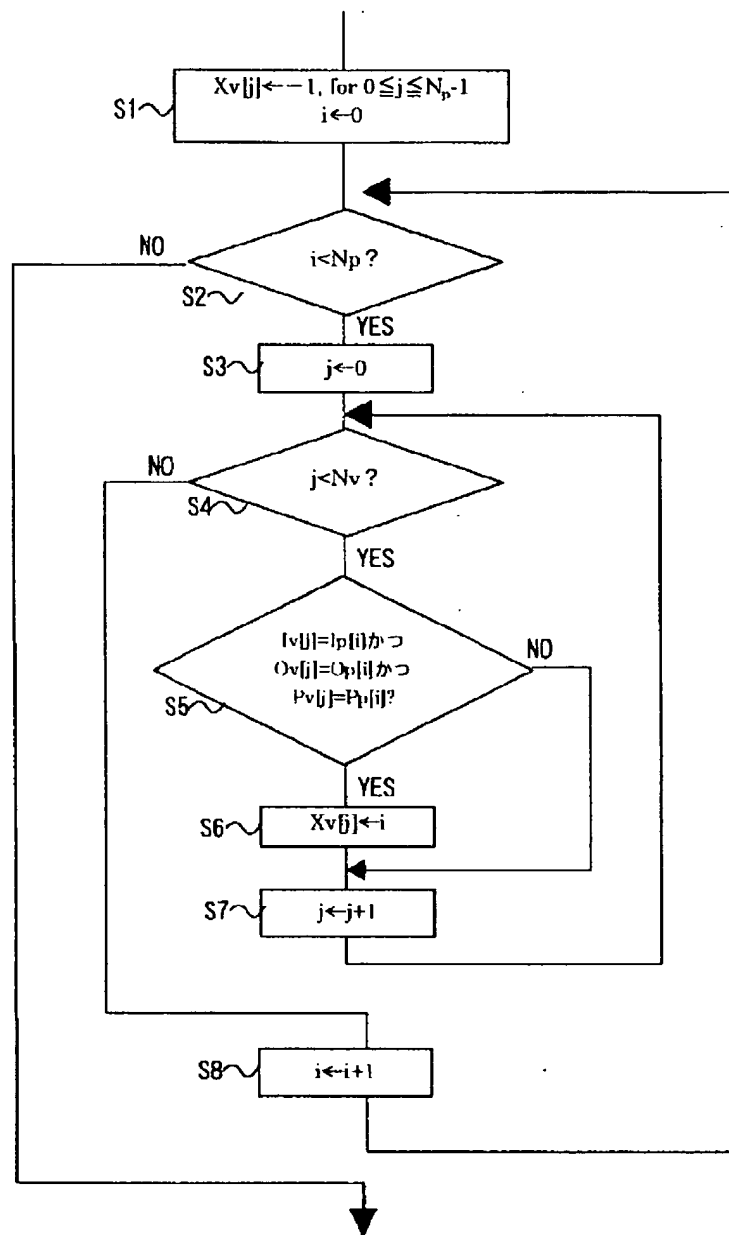 S1
Xv[j]←−1, for 0≦j≦Np-1
i←0
NO
i<Np?
S2
YES
S3
j←0
NO
j<Nv?
S4
YES
Iv[j]=Ip[i]かつ
Ov[j]=Op[i]かつ
Pv[j]=Pp[i]?
NO
S5
YES
S6
Xv[j]←i
S7
j←j+1
S8
i←i+1